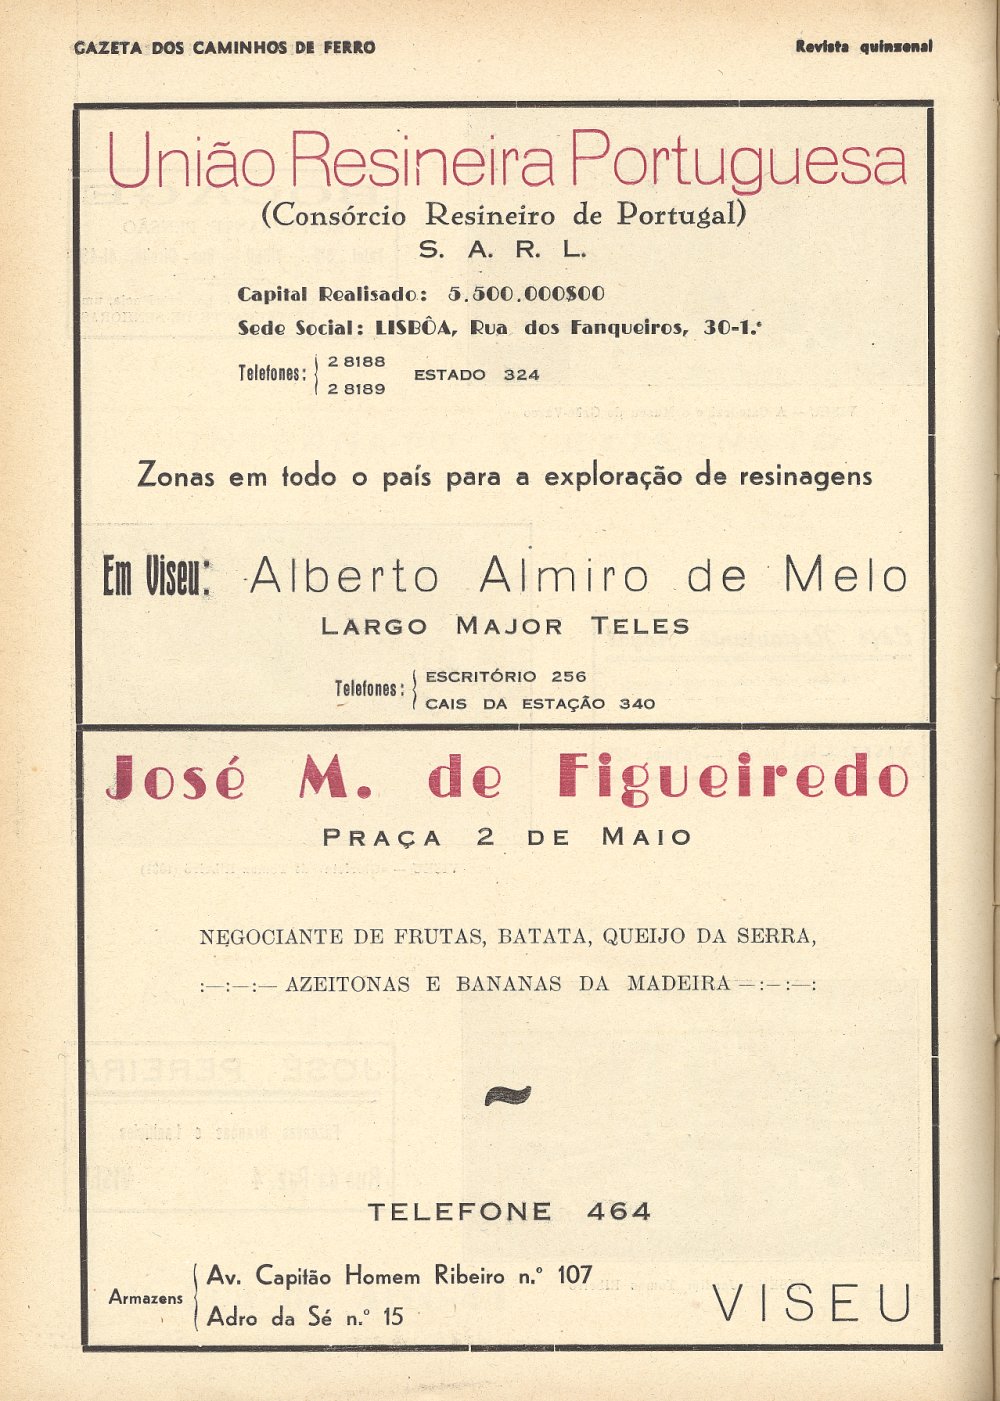 GAZETA DOS CAMINHOS DE FERRO
Revista quinzenal
União Resineira Portuguesa
(Consórcio Resineiro de Portugal)
S. A. R. L.
Capital Realisado: 5.500.000$00
Sede Social: LISBÔA, Rua dos Fanqueiros, 30-1.º
Telefones: 2 8188
2 8189
ESTADO 324
Zonas em todo o país para a exploração de resinagens
Em Viseu: Alberto Almiro de Melo
LARGO MAJOR TELES
Telefones: ESCRITÓRIO 256
CAIS DA ESTAÇÃO 340
José M. de Figueiredo
PRAÇA 2 DE MAIO
NEGOCIANTE DE FRUTAS, BATATA, QUEIJO DA SERRA,
:—:—:— AZEITONAS E BANANAS DA MADEIRA —:—:—:
~
TELEFONE 464
Armazens Av. Capitão Homem Ribeiro n.º 107
Adro da Sé n.º 15
VISEU